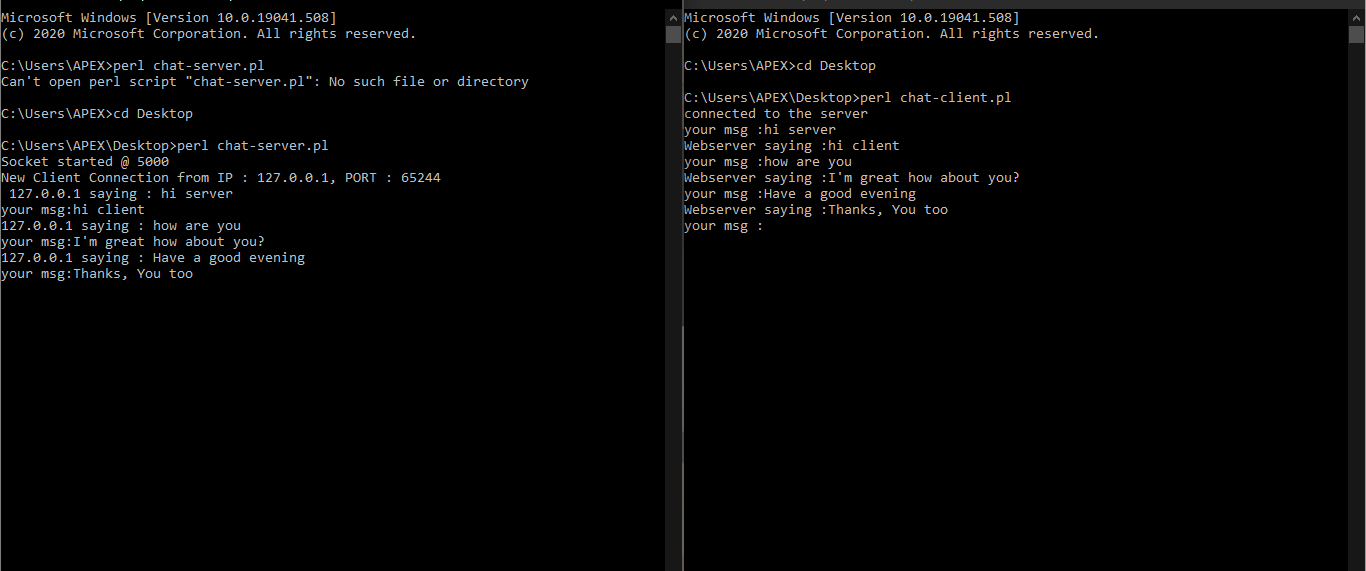 Microsoft Windows [Version 10.0.19041.508]
(c) 2020 Microsoft Corporation. All rights reserved.
C:\Users\APEX>perl chat-server.pl
Can't open perl script "chat-server.pl": No such file or directory
C:\Users\APEX>cd Desktop
C:\Users\APEX\Desktop>perl chat-server.pl
Socket started @ 5000
New Client Connection from IP : 127.0.0.1, PORT : 65244
127.0.0.1 saying : hi server
your msg:hi client
127.0.0.1 saying : how are you
your msg:I'm great how about you?
127.0.0.1 saying : Have a good evening
your msg:Thanks, You too
Microsoft Windows [Version 10.0.19041.508]
(c) 2020 Microsoft Corporation. All rights reserved.
C:\Users\APEX>cd Desktop
C:\Users\APEX\Desktop>perl chat-client.pl
connected to the server
your msg :hi server
Webserver saying :hi client
your msg :how are you
Webserver saying :I'm great how about you?
your msg :Have a good evening
Webserver saying :Thanks, You too
your msg :